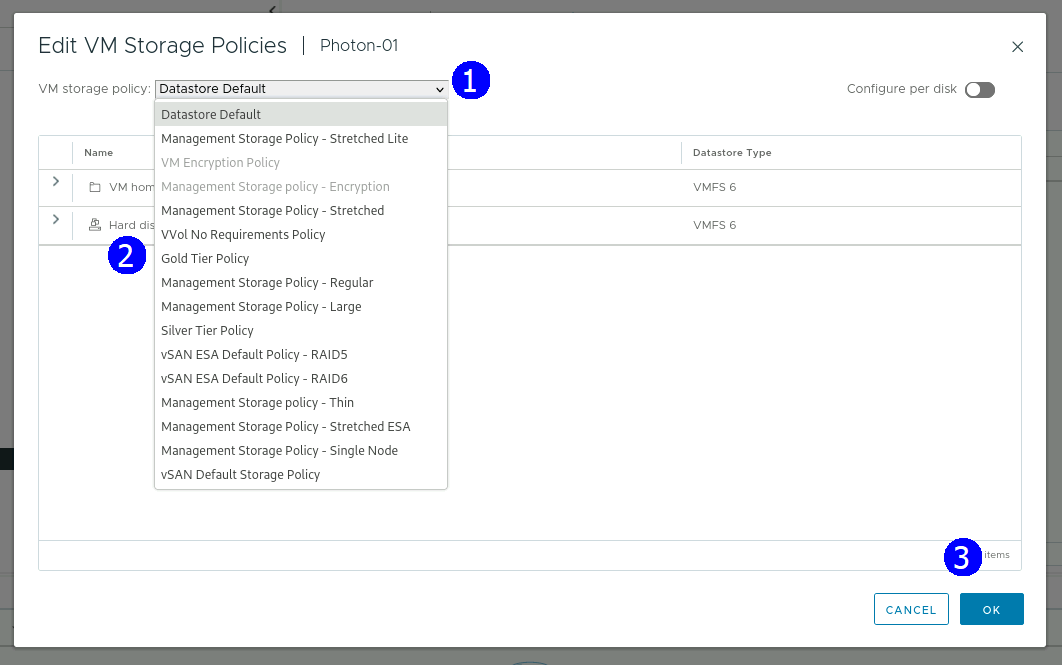 Edit VM Storage Policies | Photon-01
VM storage policy: Datastore Default 1 Configure per disk
Datastore Default
Management Storage Policy - Stretched Lite
Name Datastore Type
VM Encryption Policy
VM hom Management Storage policy - Encryption VMFS 6
Management Storage Policy - Stretched
Hard dis VMFS 6
VVol No Requirements Policy
2 Gold Tier Policy
Management Storage Policy - Regular
Management Storage Policy - Large
Silver Tier Policy
vSAN ESA Default Policy - RAID5
vSAN ESA Default Policy - RAID6
Management Storage policy - Thin
Management Storage Policy - Stretched ESA
Management Storage Policy - Single Node
vSAN Default Storage Policy
3 items
CANCEL OK